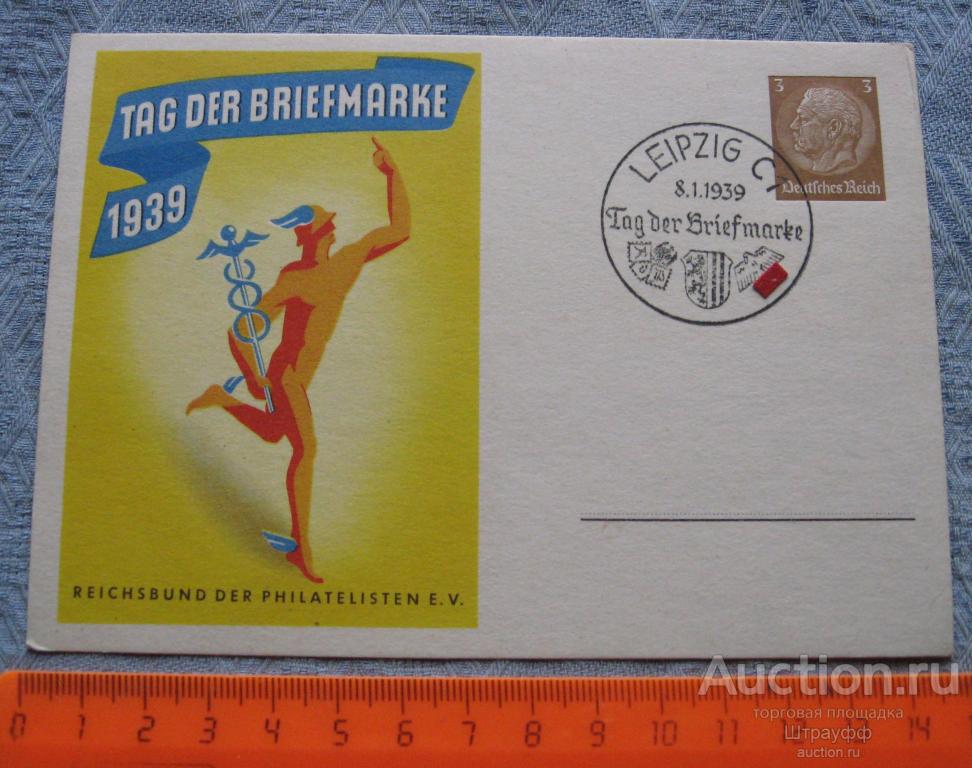 TAG DER BRIEFMARKE
1939
REICHSBUND DER PHILATELISTEN E.V.
3 3
Deutsches Reich
LEIPZIG C1
8.1.1939
Tag der Briefmarke
0 1 2 3 4 5 6 7 8 9 10 11 12 13 14
Auction.ru
торговая площадка
Штрауфф
auction.ru